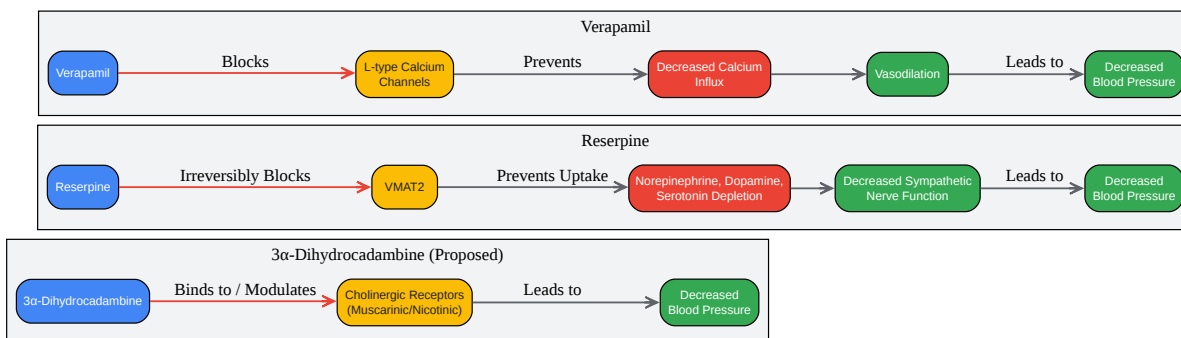 Verapamil
Verapamil
Blocks
L-type Calcium
Channels
Prevents
Decreased Calcium
Influx
Vasodilation
Leads to
Decreased
Blood Pressure
Reserpine
Reserpine
Irreversibly Blocks
VMAT2
Prevents Uptake
Norepinephrine, Dopamine,
Serotonin Depletion
Decreased Sympathetic
Nerve Function
Leads to
Decreased
Blood Pressure
3α-Dihydrocadambine (Proposed)
3α-Dihydrocadambine
Binds to / Modulates
Cholinergic Receptors
(Muscarinic/Nicotinic)
Leads to
Decreased
Blood Pressure